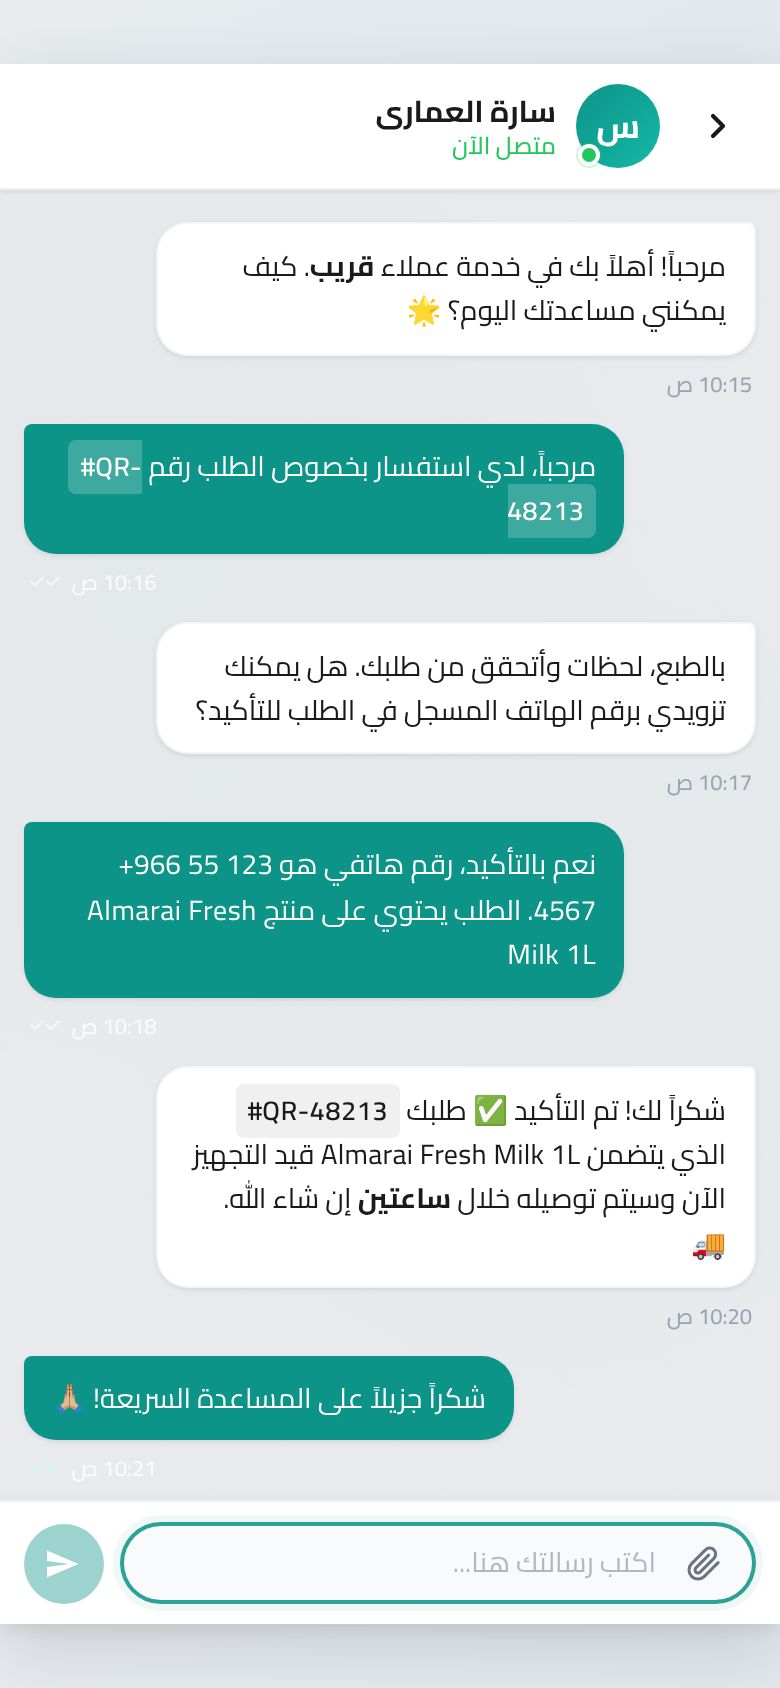 س
سارة العماري
متصل الآن
مرحباً! أهلاً بك في خدمة عملاء قريب. كيف
يمكنني مساعدتك اليوم؟ 🌟
10:15 ص
مرحباً، لدي استفسار بخصوص الطلب رقم #QR-
48213
10:16 ص
بالطبع، لحظات وأتحقق من طلبك. هل يمكنك
تزويدي برقم الهاتف المسجل في الطلب للتأكيد؟
10:17 ص
نعم بالتأكيد، رقم هاتفي هو 123 55 966+
4567. الطلب يحتوي على منتج Almarai Fresh
Milk 1L
10:18 ص
شكراً لك! تم التأكيد ✅ طلبك #QR-48213
الذي يتضمن Almarai Fresh Milk 1L قيد التجهيز
الآن وسيتم توصيله خلال ساعتين إن شاء الله.
🚚
10:20 ص
شكراً جزيلاً على المساعدة السريعة! 🙏🏼
10:21 ص
اكتب رسالتك هنا...